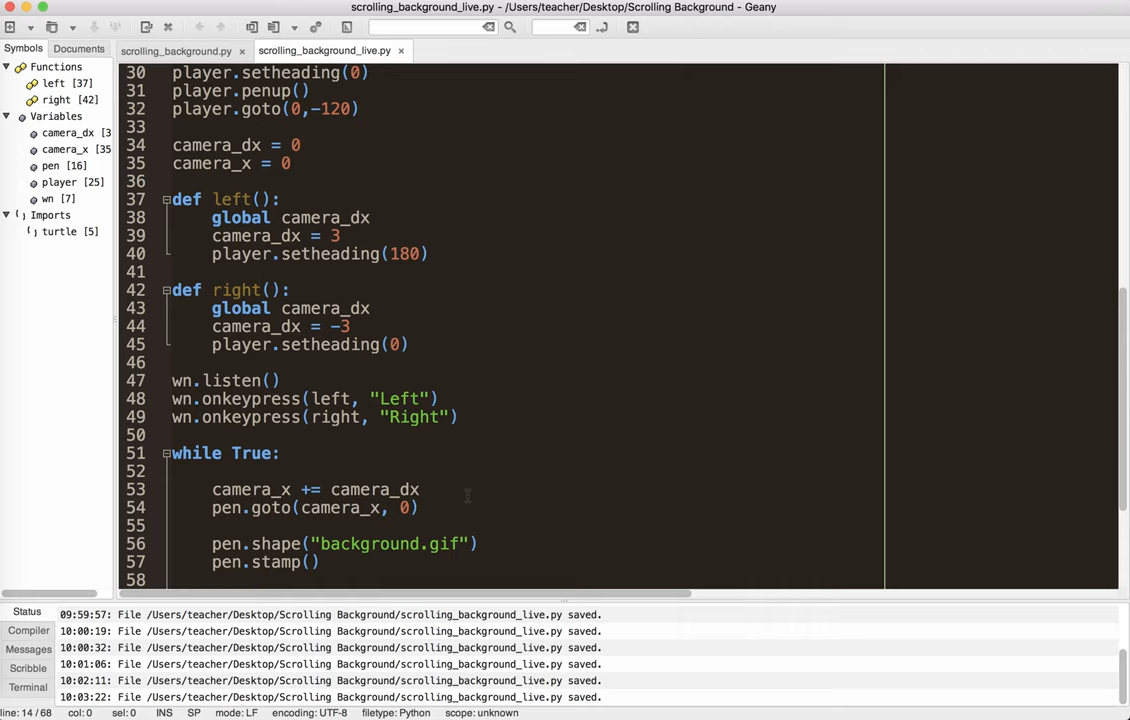 scrolling_background_live.py - /Users/teacher/Desktop/Scrolling Background - Geany
Symbols Documents
scrolling_background.py × scrolling_background_live.py ×
Functions
left [37]
right [42]
Variables
camera_dx [3
camera_x [35
pen [16]
player [25]
wn [7]
Imports
turtle [5]
30 player.setheading(0)
31 player.penup()
32 player.goto(0,-120)
33
34 camera_dx = 0
35 camera_x = 0
36
37 def left():
38 global camera_dx
39 camera_dx = 3
40 player.setheading(180)
41
42 def right():
43 global camera_dx
44 camera_dx = -3
45 player.setheading(0)
46
47 wn.listen()
48 wn.onkeypress(left, "Left")
49 wn.onkeypress(right, "Right")
50
51 while True:
52
53 camera_x += camera_dx
54 pen.goto(camera_x, 0)
55
56 pen.shape("background.gif")
57 pen.stamp()
58
Status
Compiler
Messages
Scribble
Terminal
09:59:57: File /Users/teacher/Desktop/Scrolling Background/scrolling_background_live.py saved.
10:00:19: File /Users/teacher/Desktop/Scrolling Background/scrolling_background_live.py saved.
10:00:32: File /Users/teacher/Desktop/Scrolling Background/scrolling_background_live.py saved.
10:01:06: File /Users/teacher/Desktop/Scrolling Background/scrolling_background_live.py saved.
10:02:11: File /Users/teacher/Desktop/Scrolling Background/scrolling_background_live.py saved.
10:03:22: File /Users/teacher/Desktop/Scrolling Background/scrolling_background_live.py saved.
line: 14 / 68 col: 0 sel: 0 INS SP mode: LF encoding: UTF-8 filetype: Python scope: unknown